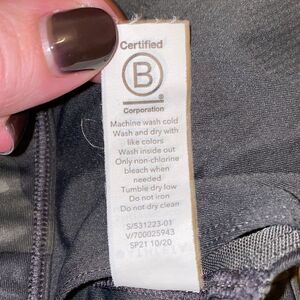 Certified
B
Corporation
Machine wash cold
Wash and dry with
like colors
Wash inside out
Only non-chlorine
bleach when
needed
Tumble dry low
Do not iron
Do not dry clean
S/531223-01
V/700025943
SP21 10/20